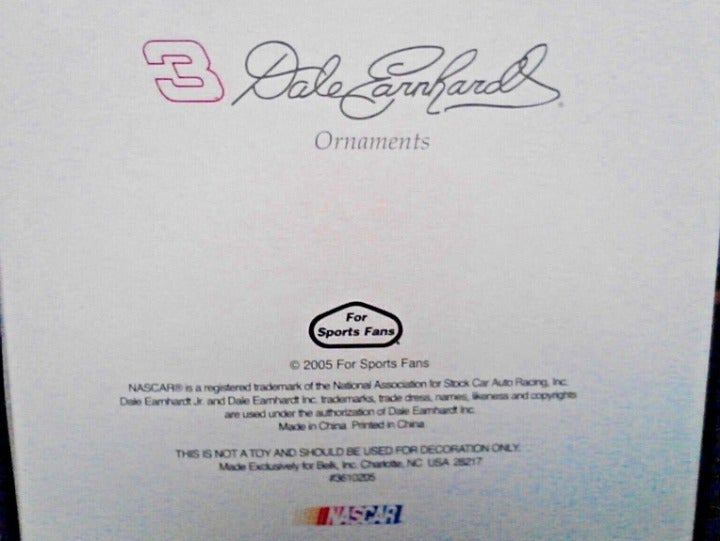 3 Dale Earnhardt
Ornaments
For
Sports Fans
© 2005 For Sports Fans
NASCAR® is a registered trademark of the National Association for Stock Car Auto Racing, Inc.
Dale Earnhardt Jr. and Dale Earnhardt Inc. trademarks, trade dress, names, likeness and copyrights
are used under the authorization of Dale Earnhardt Inc.
Made in China Printed in China
THIS IS NOT A TOY AND SHOULD BE USED FOR DECORATION ONLY.
Made Exclusively for Belk, Inc. Charlotte, NC USA 28217
#3610205
NASCAR